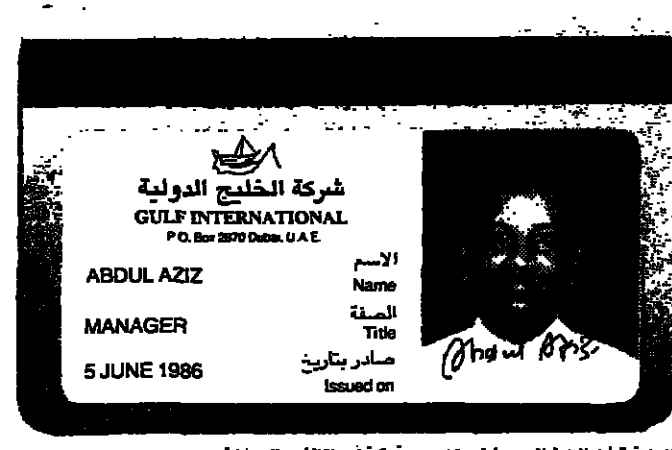 شركة الخليج الدولية
GULF INTERNATIONAL
P.O. Box 2870 Dubai, U.A.E.
ABDUL AZIZ
الاسم
Name
MANAGER
الصفة
Title
5 JUNE 1986
صادر بتاريخ
Issued on
Abdul Aziz